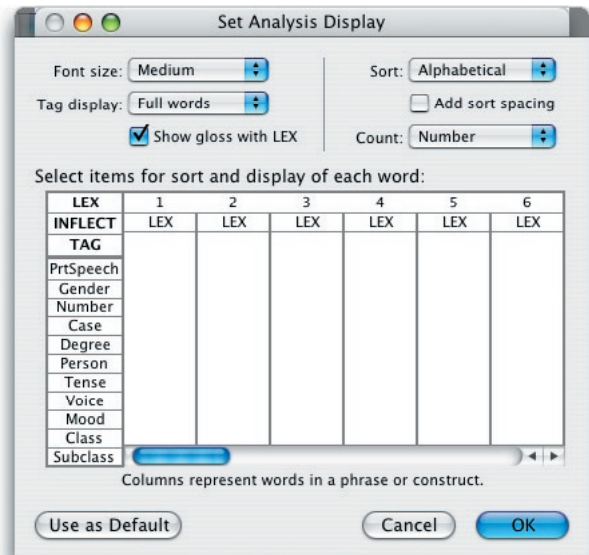 Set Analysis Display
Font size: Medium
Sort: Alphabetical
Tag display: Full words
Add sort spacing
Show gloss with LEX
Count: Number
Select items for sort and display of each word:
LEX 1 2 3 4 5 6
INFLECT LEX LEX LEX LEX LEX LEX
TAG
PrtSpeech
Gender
Number
Case
Degree
Person
Tense
Voice
Mood
Class
Subclass
Columns represent words in a phrase or construct.
Use as Default Cancel OK